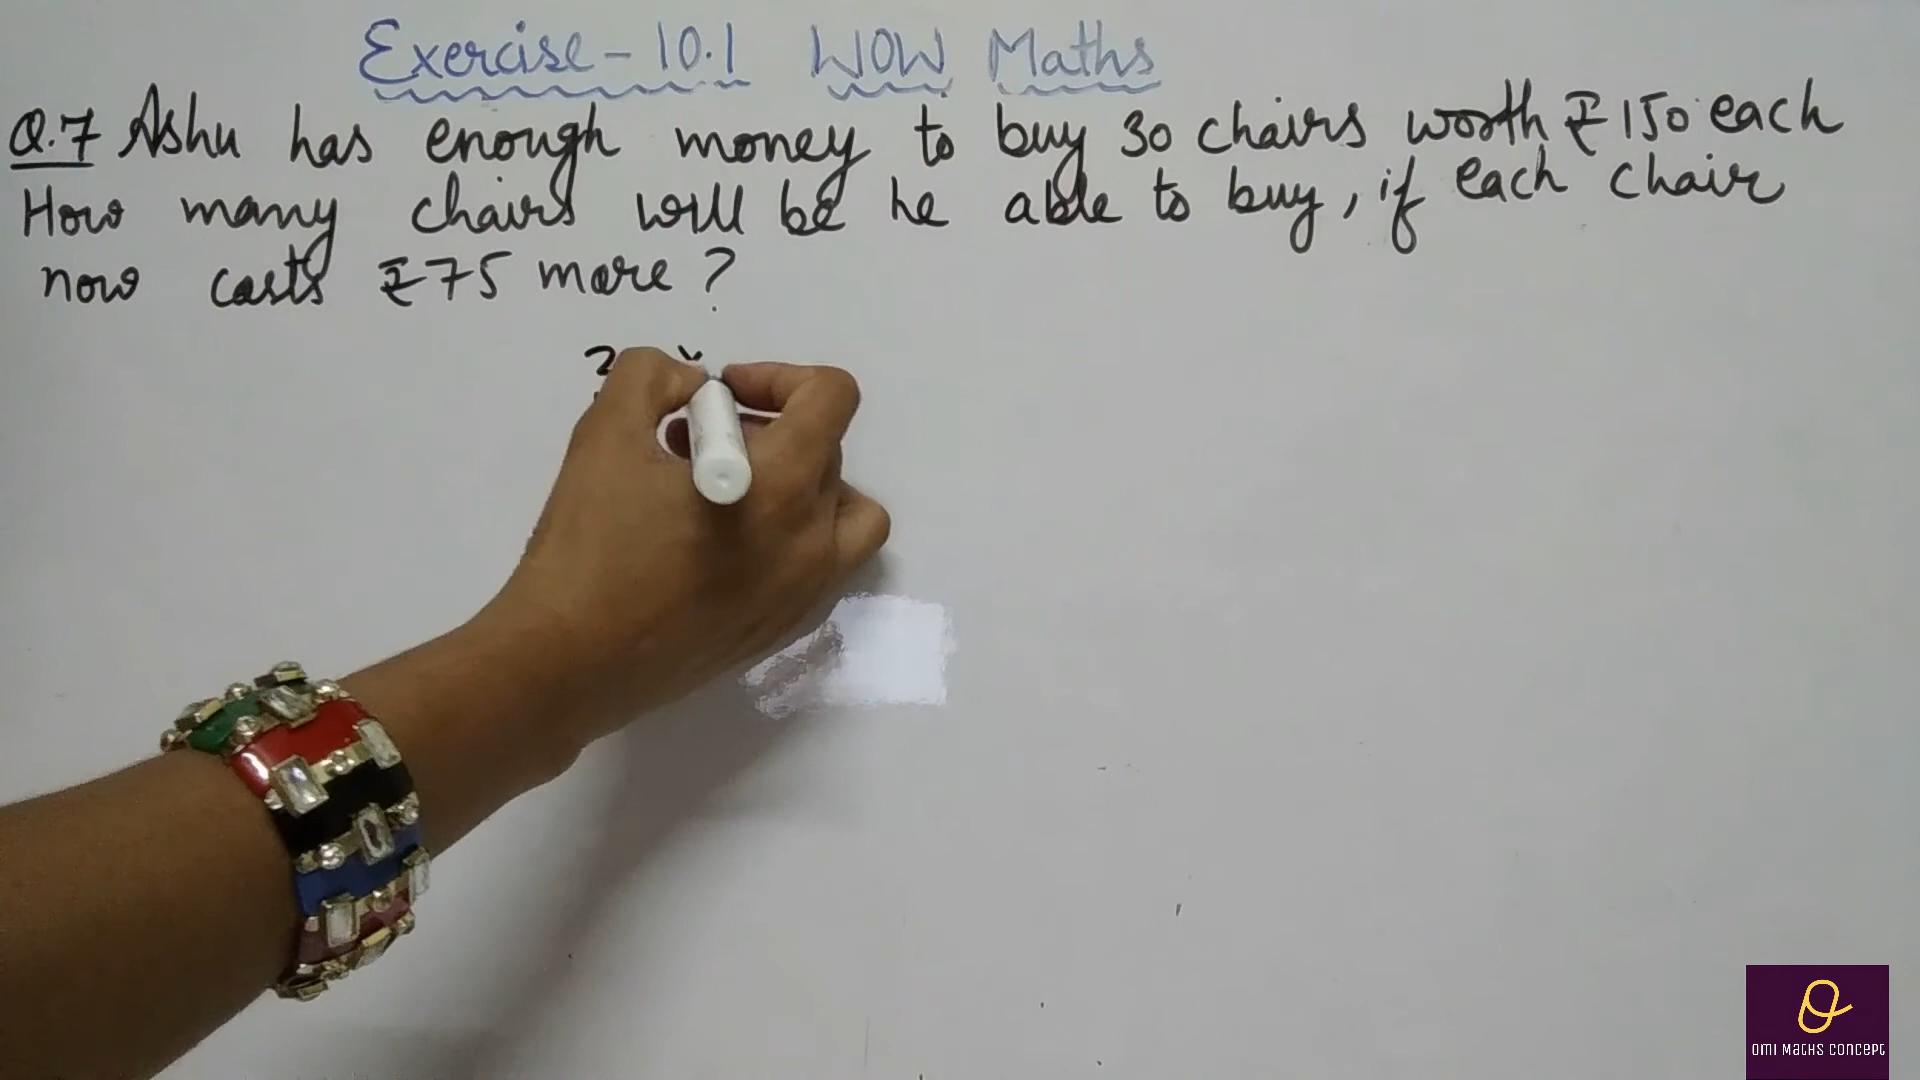 Exercise-10.1 WOW Maths
Q.7 Ashu has enough money to buy 30 chairs worth ₹150 each
How many chairs will be he able to buy, if each chair
now costs ₹75 more?
OMI MATHS CONCEPT